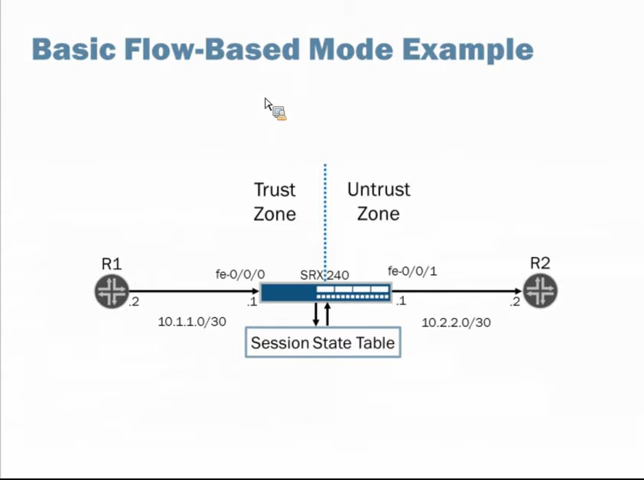 Basic Flow-Based Mode Example
Trust
Zone
Untrust
Zone
R1
fe-0/0/0
SRX 240
fe-0/0/1
R2
.2
.1
.1
.2
10.1.1.0/30
10.2.2.0/30
Session State Table